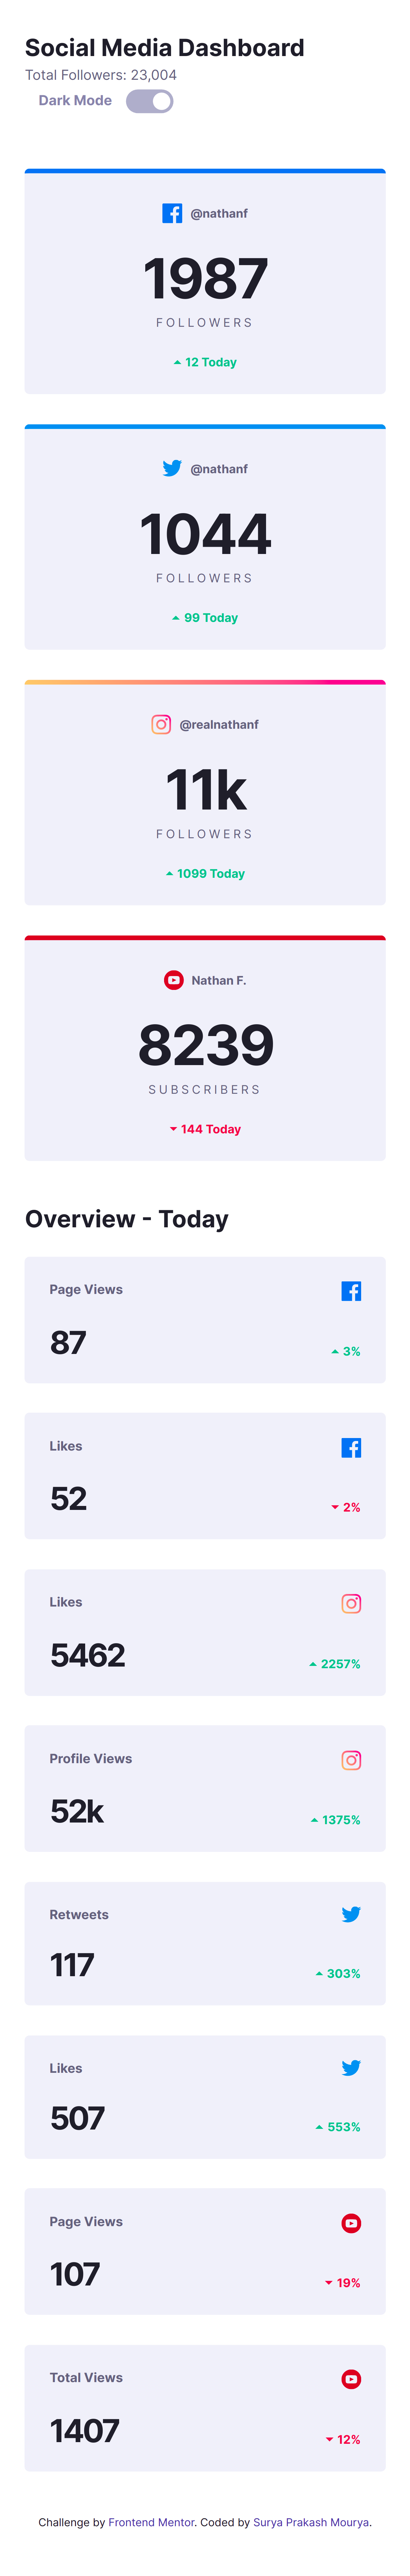 Social Media Dashboard
Total Followers: 23,004
Dark Mode
@nathanf
1987
FOLLOWERS
12 Today
@nathanf
1044
FOLLOWERS
99 Today
@realnathanf
11k
FOLLOWERS
1099 Today
Nathan F.
8239
SUBSCRIBERS
144 Today
Overview - Today
Page Views
87
3%
Likes
52
2%
Likes
5462
2257%
Profile Views
52k
1375%
Retweets
117
303%
Likes
507
553%
Page Views
107
19%
Total Views
1407
12%
Challenge by Frontend Mentor. Coded by Surya Prakash Mourya.